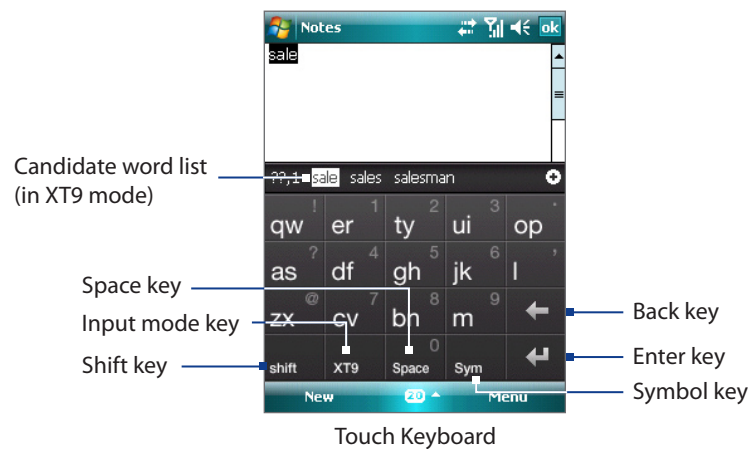 Notes
ok
sale
Candidate word list
(in XT9 mode)
sale sales salesman
! 1 2 3 .
qw er ty ui op
? 4 5 6 ,
as df gh jk l
@ 7 8 9
zx cv bn m
0
shift XT9 Space Sym
New 20 Menu
Space key
Input mode key
Shift key
Back key
Enter key
Symbol key
Touch Keyboard